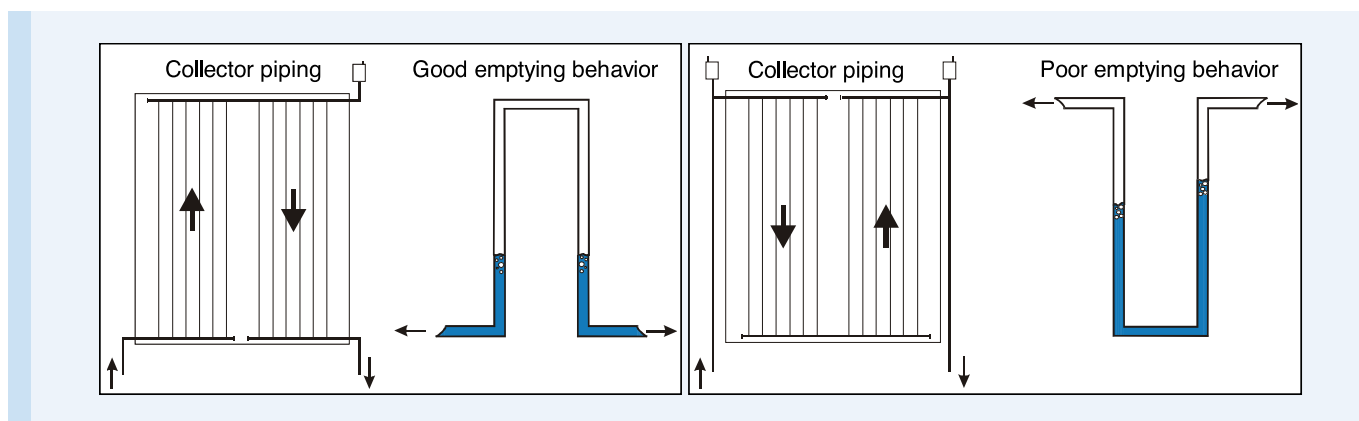 Collector piping
Good emptying behavior
Collector piping
Poor emptying behavior